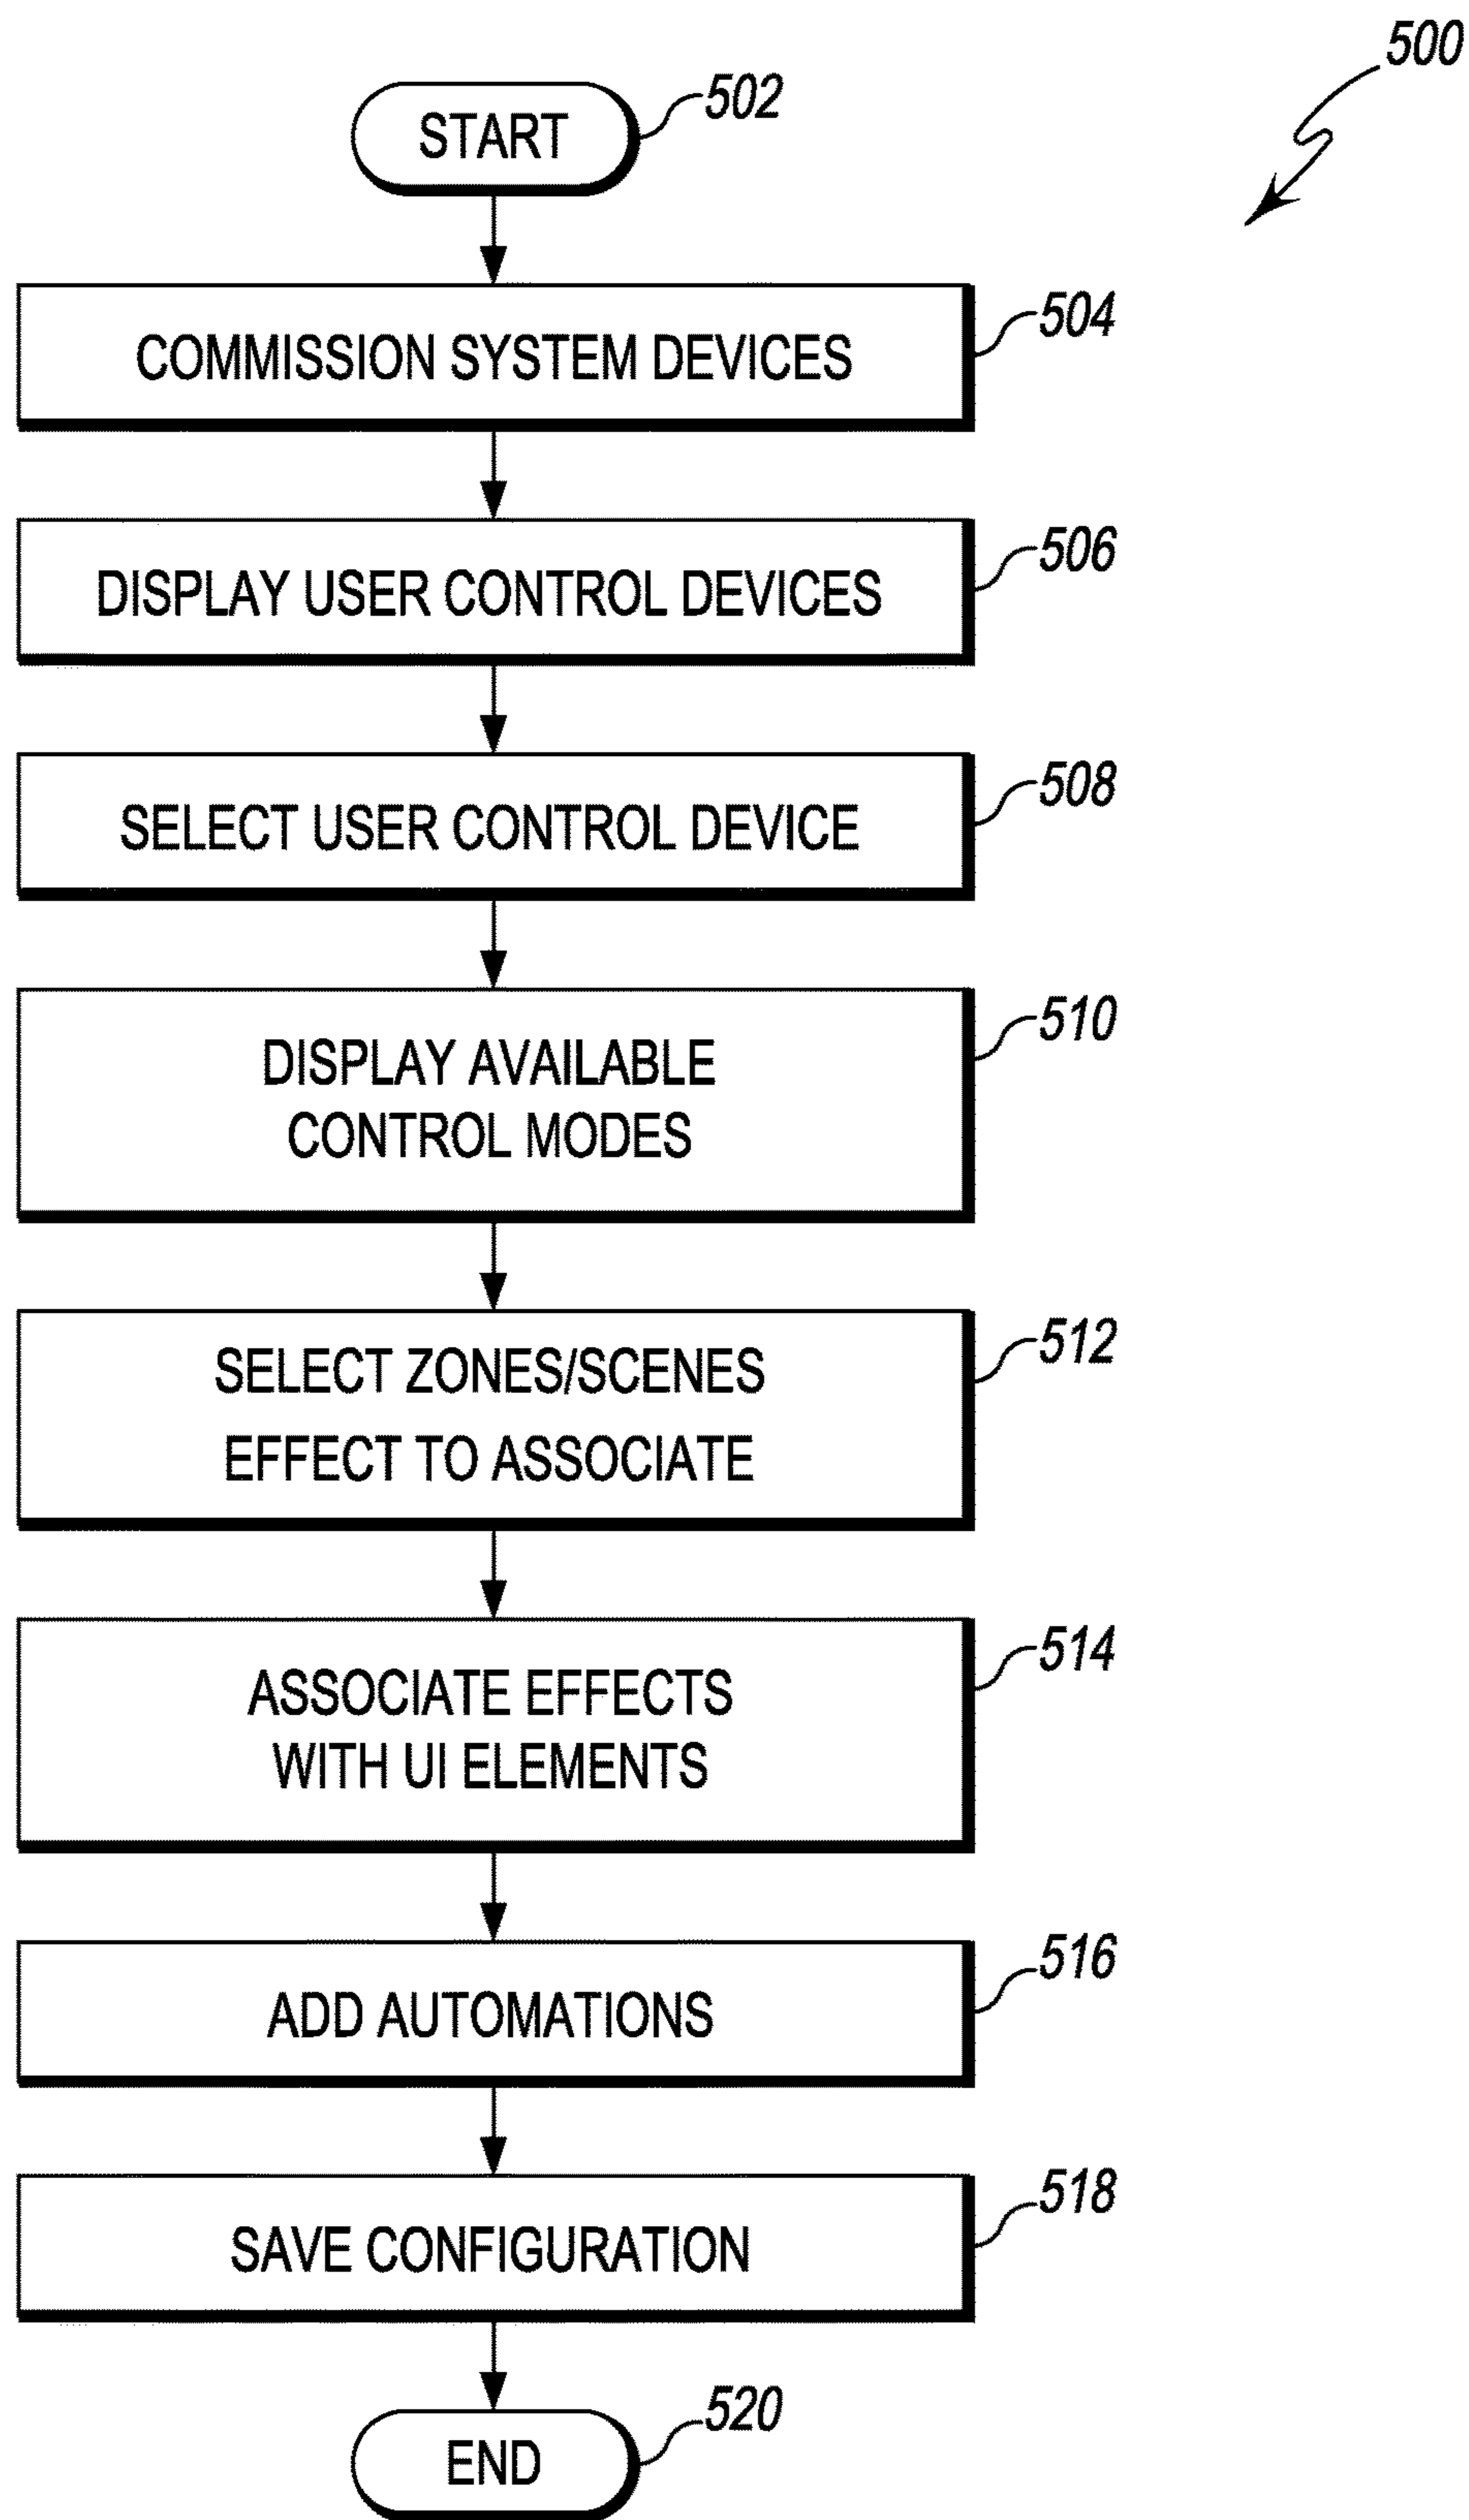 500
START
502
COMMISSION SYSTEM DEVICES
504
DISPLAY USER CONTROL DEVICES
506
SELECT USER CONTROL DEVICE
508
DISPLAY AVAILABLE
CONTROL MODES
510
SELECT ZONES/SCENES
EFFECT TO ASSOCIATE
512
ASSOCIATE EFFECTS
WITH UI ELEMENTS
514
ADD AUTOMATIONS
516
SAVE CONFIGURATION
518
END
520